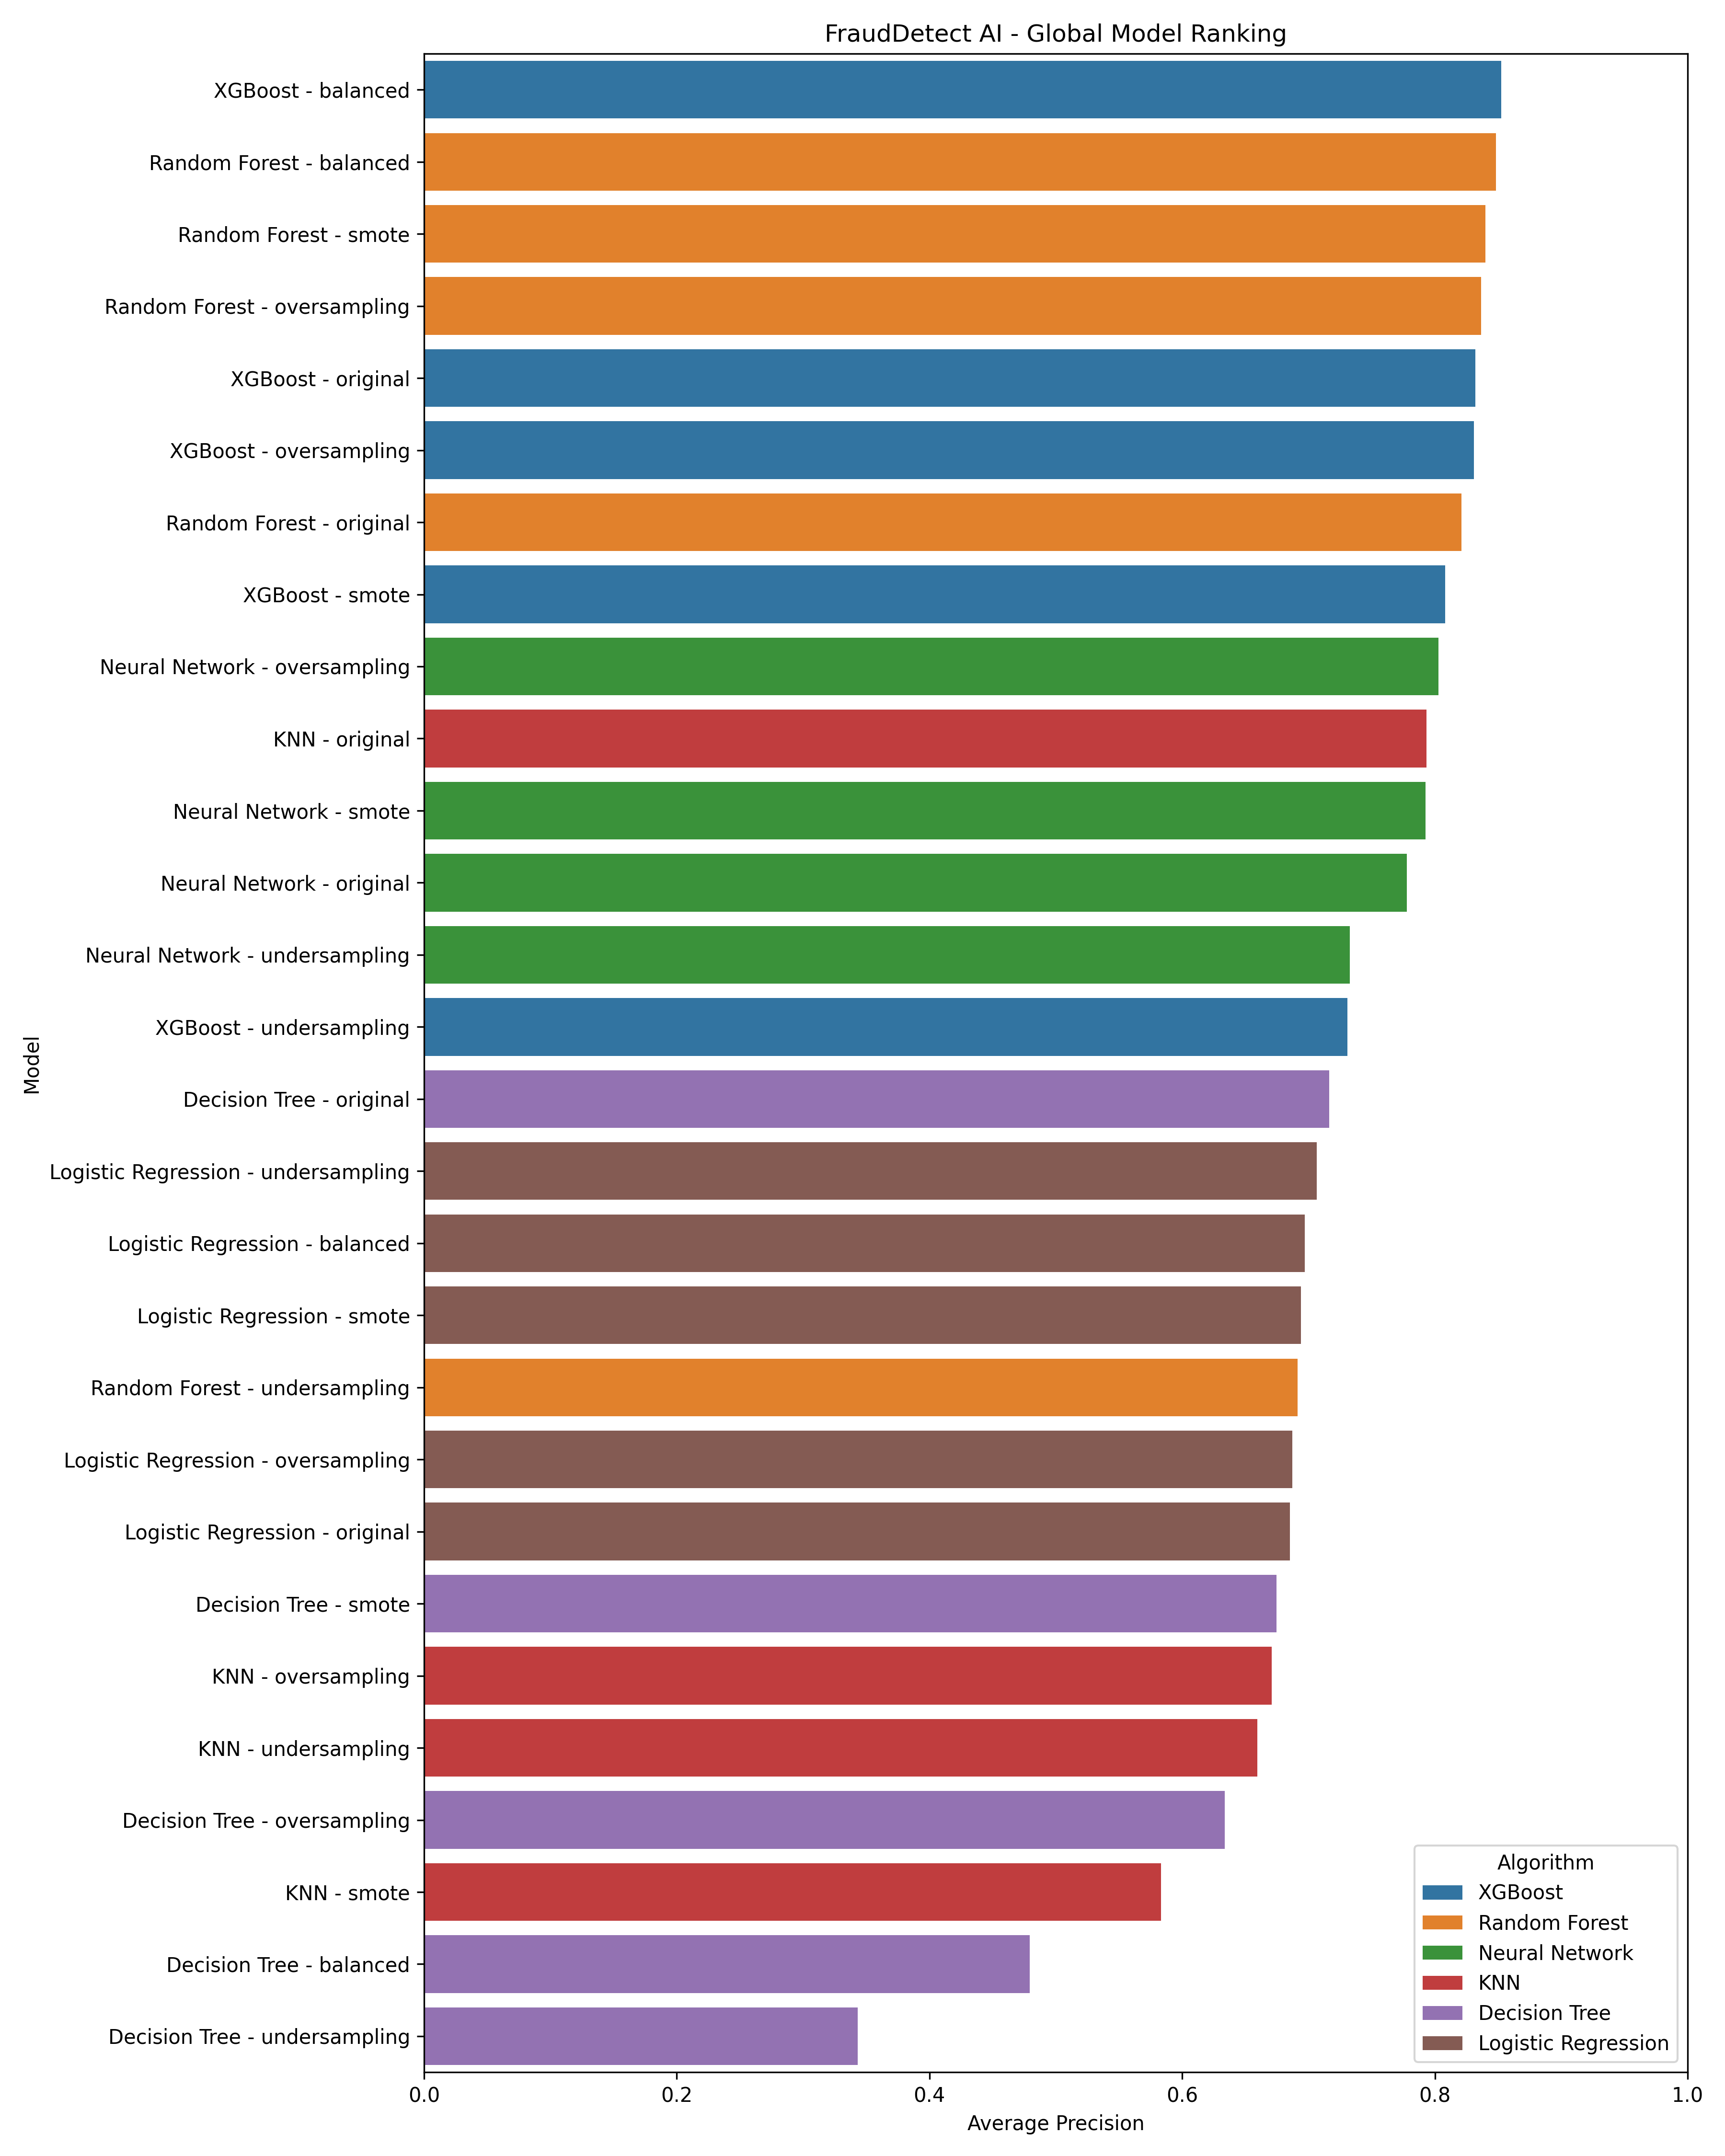 FraudDetect AI - Global Model Ranking
XGBoost - balanced
Random Forest - balanced
Random Forest - smote
Random Forest - oversampling
XGBoost - original
XGBoost - oversampling
Random Forest - original
XGBoost - smote
Neural Network - oversampling
KNN - original
Neural Network - smote
Neural Network - original
Neural Network - undersampling
XGBoost - undersampling
Decision Tree - original
Logistic Regression - undersampling
Logistic Regression - balanced
Logistic Regression - smote
Random Forest - undersampling
Logistic Regression - oversampling
Logistic Regression - original
Decision Tree - smote
KNN - oversampling
KNN - undersampling
Decision Tree - oversampling
KNN - smote
Decision Tree - balanced
Decision Tree - undersampling
Model
Algorithm
XGBoost
Random Forest
Neural Network
KNN
Decision Tree
Logistic Regression
0.0 0.2 0.4 0.6 0.8 1.0
Average Precision